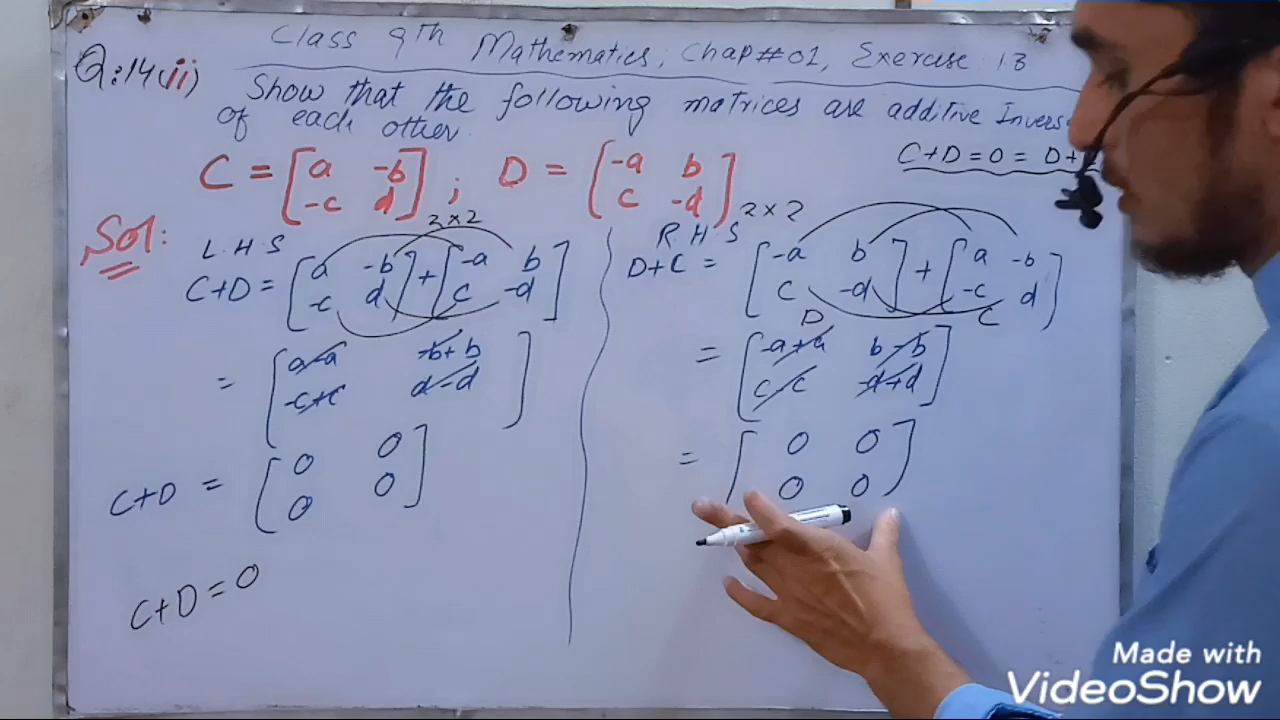 Class 9th Mathematics, Chap#01, Exercise 1.3
Q:14(ii) Show that the following matrices are additive Invers
of each other.
C+D=0=D+
C = [a -b
-c d] ; D = [-a b
c -d] 2×2
2×2
Sol:
L.H.S
C+D = [a -b
-c d] + [-a b
c -d]
= [a-a -b+b
-c+c d-d]
C+D = [0 0
0 0]
C+D=0
R.H.S
D+C = [-a b
c -d] + [a -b
-c d]
D C
= [-a+a b-b
c-c -d+d]
= [0 0
0 0]
Made with
VideoShow